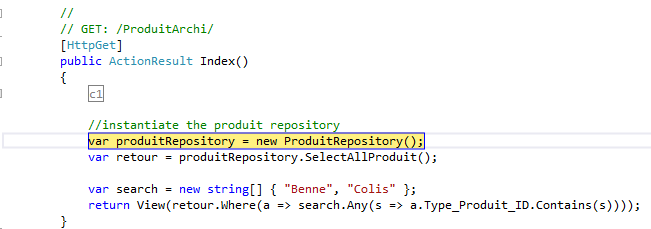 //
// GET: /ProduitArchi/
[HttpGet]
public ActionResult Index()
{
c1
//instantiate the produit repository
var produitRepository = new ProduitRepository();
var retour = produitRepository.SelectAllProduit();
var search = new string[] { "Benne", "Colis" };
return View(retour.Where(a => search.Any(s => a.Type_Produit_ID.Contains(s))));
}